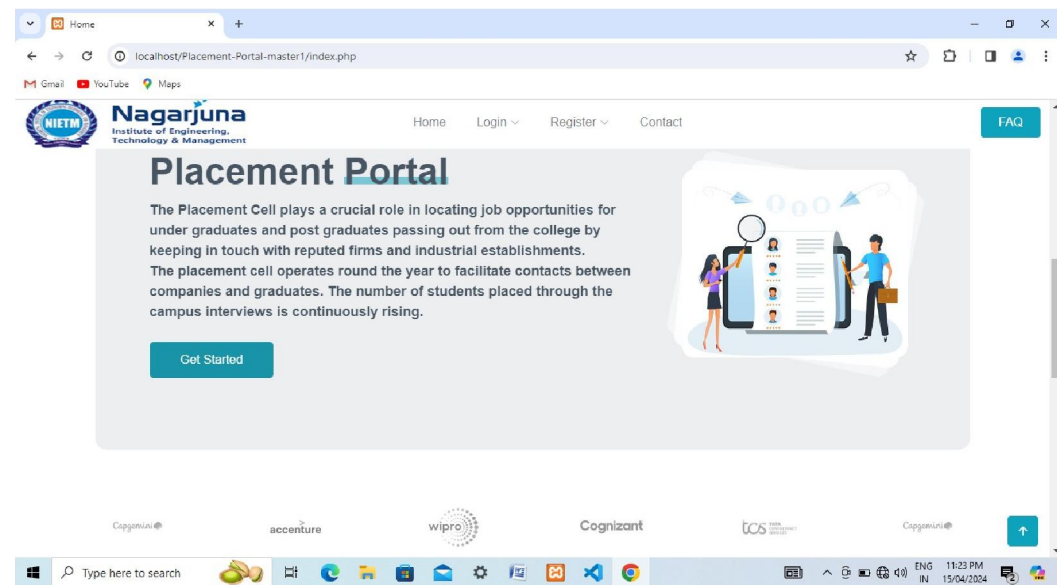 Home
localhost/Placement-Portal-master1/index.php
Gmail YouTube Maps
NIETM
Nagarjuna
Institute of Engineering,
Technology & Management
Home Login Register Contact
FAQ
Placement Portal
The Placement Cell plays a crucial role in locating job opportunities for
under graduates and post graduates passing out from the college by
keeping in touch with reputed firms and industrial establishments.
The placement cell operates round the year to facilitate contacts between
companies and graduates. The number of students placed through the
campus interviews is continuously rising.
Get Started
Capgemini accenture wipro Cognizant tcs TATA Capgemini
Type here to search
ENG 11:23 PM
IN 15/04/2024 2